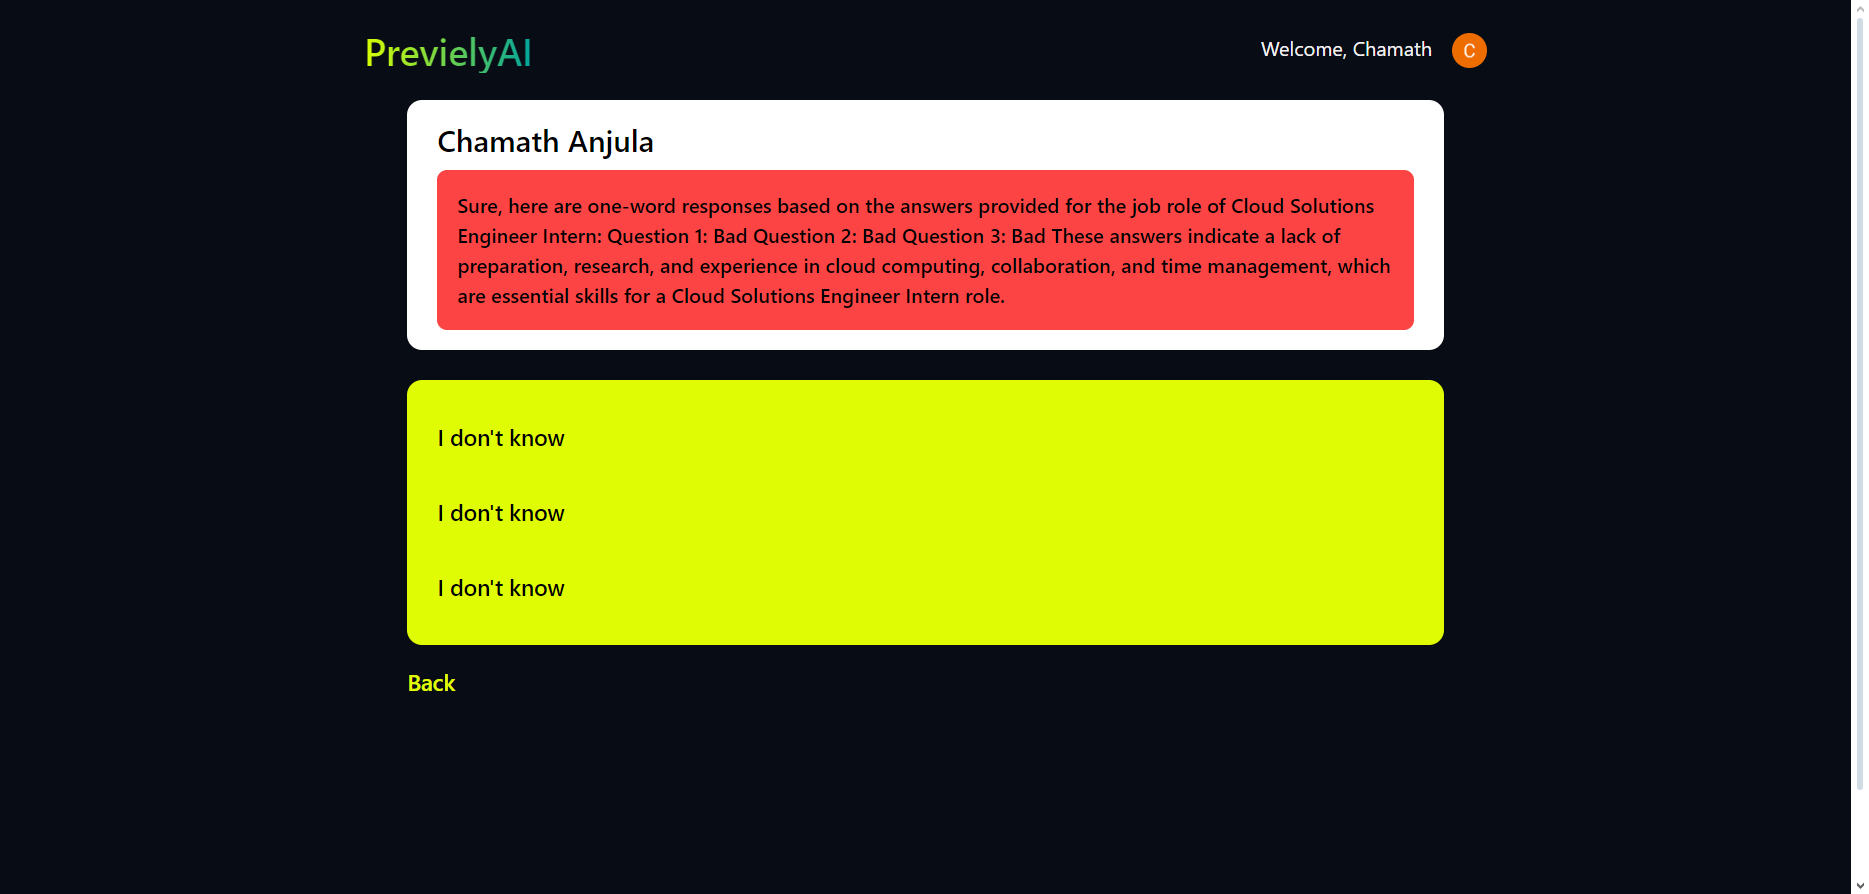 PrevielyAI
Welcome, Chamath
C
Chamath Anjula
Sure, here are one-word responses based on the answers provided for the job role of Cloud Solutions
Engineer Intern: Question 1: Bad Question 2: Bad Question 3: Bad These answers indicate a lack of
preparation, research, and experience in cloud computing, collaboration, and time management, which
are essential skills for a Cloud Solutions Engineer Intern role.
I don't know
I don't know
I don't know
Back